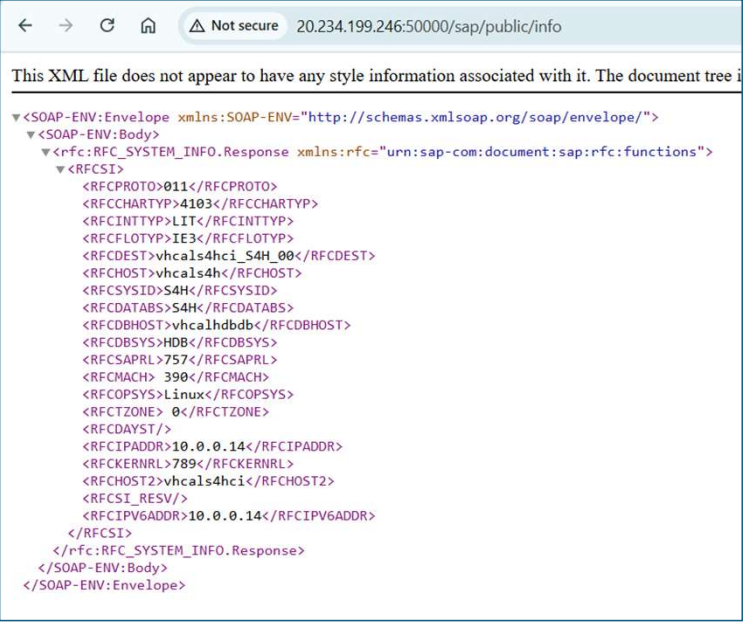 Not secure 20.234.199.246:50000/sap/public/info
This XML file does not appear to have any style information associated with it. The document tree i
▼<SOAP-ENV:Envelope xmlns:SOAP-ENV="http://schemas.xmlsoap.org/soap/envelope/">
▼<SOAP-ENV:Body>
▼<rfc:RFC_SYSTEM_INFO.Response xmlns:rfc="urn:sap-com:document:sap:rfc:functions">
▼<RFCSI>
<RFCPROTO>011</RFCPROTO>
<RFCCHARTYP>4103</RFCCHARTYP>
<RFCINTTYP>LIT</RFCINTTYP>
<RFCFLOTYP>IE3</RFCFLOTYP>
<RFCDEST>vhcals4hci_S4H_00</RFCDEST>
<RFCHOST>vhcals4h</RFCHOST>
<RFCSYSID>S4H</RFCSYSID>
<RFCDATABS>S4H</RFCDATABS>
<RFCDBHOST>vhcalhdbdb</RFCDBHOST>
<RFCDBSYS>HDB</RFCDBSYS>
<RFCSAPRL>757</RFCSAPRL>
<RFCMACH> 390</RFCMACH>
<RFCOPSYS>Linux</RFCOPSYS>
<RFCTZONE> 0</RFCTZONE>
<RFCDAYST/>
<RFCIPADDR>10.0.0.14</RFCIPADDR>
<RFCKERNRL>789</RFCKERNRL>
<RFCHOST2>vhcals4hci</RFCHOST2>
<RFCSI_RESV/>
<RFCIPV6ADDR>10.0.0.14</RFCIPV6ADDR>
</RFCSI>
</rfc:RFC_SYSTEM_INFO.Response>
</SOAP-ENV:Body>
</SOAP-ENV:Envelope>